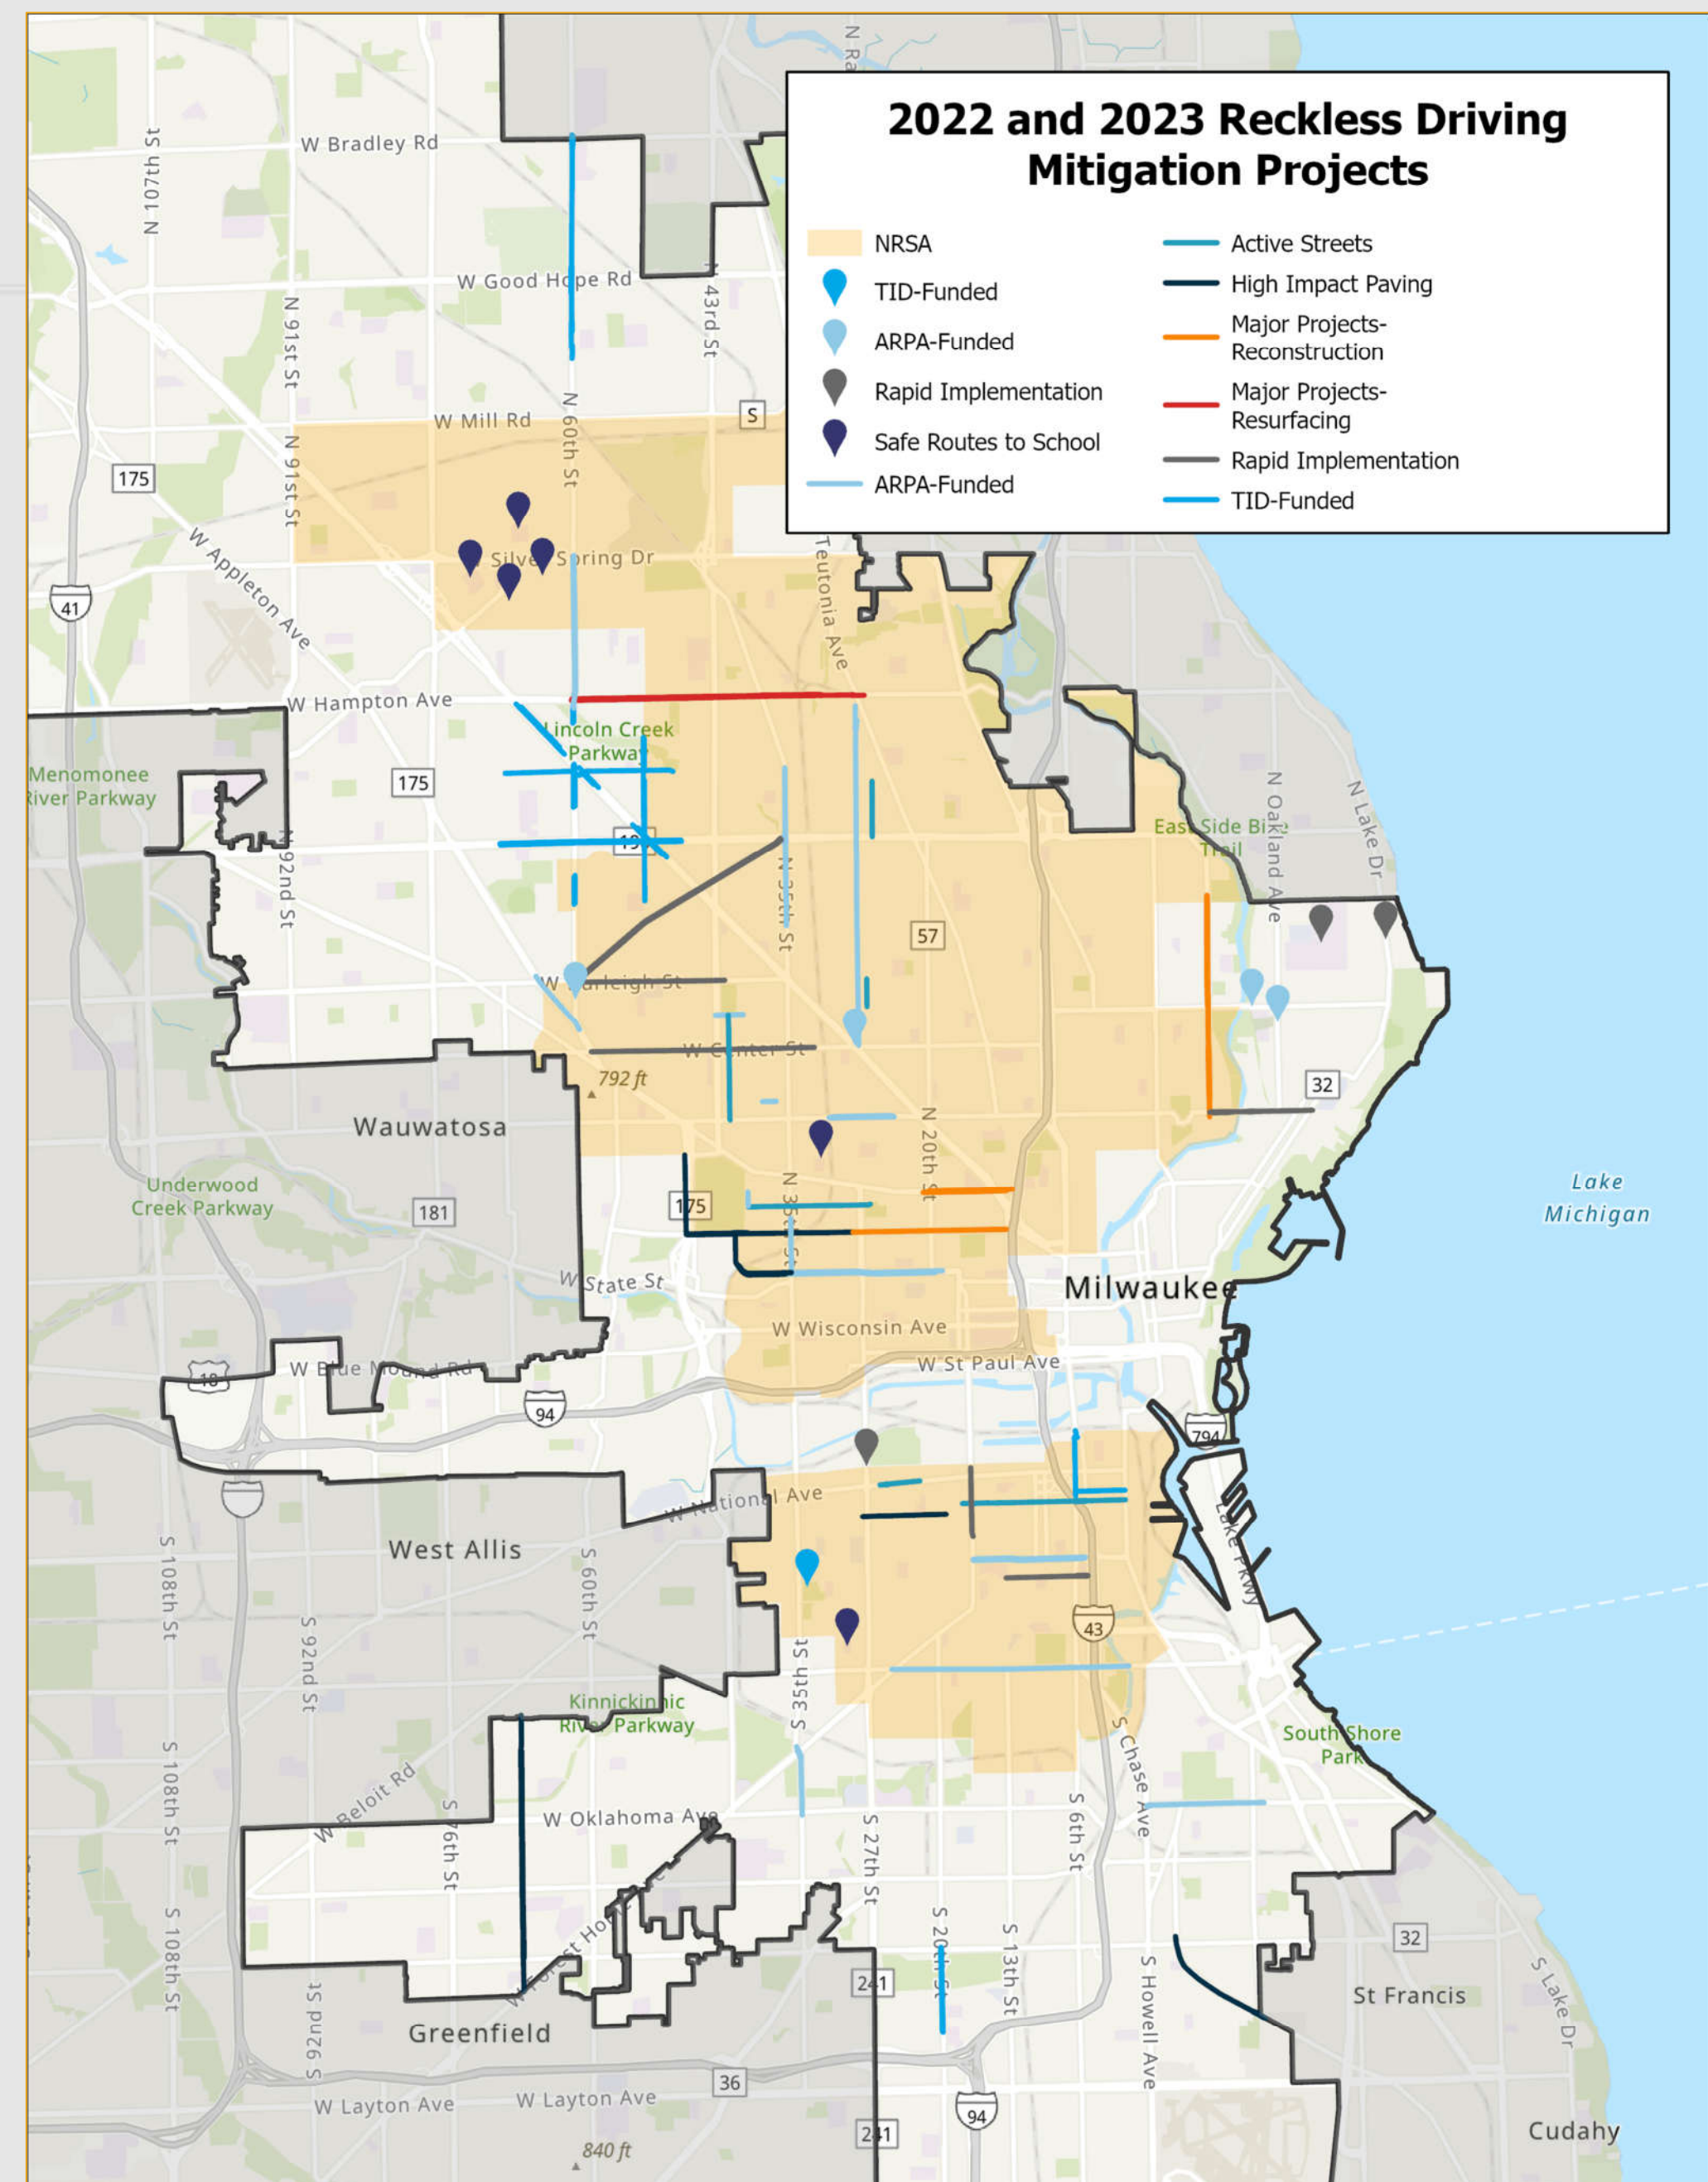 2022 and 2023 Reckless Driving
Mitigation Projects
NRSA
TID-Funded
ARPA-Funded
Rapid Implementation
Safe Routes to School
ARPA-Funded
Active Streets
High Impact Paving
Major Projects-
Reconstruction
Major Projects-
Resurfacing
Rapid Implementation
TID-Funded
N 107th St
W Bradley Rd
W Good Hope Rd
N 43rd St
N 91st St
W Mill Rd
S
N 60th St
N 91st St
175
W Appleton Ave
Silver Spring Dr
Teutonia Ave
41
W Hampton Ave
Lincoln Creek
Parkway
Menomonee
River Parkway
175
N 92nd St
N 35th St
57
East Side Bike
Trail
N Oakland Ave
N Lake Dr
W Burleigh St
W Center St
792 ft
32
Wauwatosa
N 20th St
Underwood
Creek Parkway
181
175
N 35th St
Lake
Michigan
W State St
Milwaukee
W Wisconsin Ave
W St Paul Ave
W Blue Mound Rd
18
94
794
W National Ave
West Allis
S 108th St
S 60th St
Lake Pkwy
S 92nd St
43
S 35th St
Kinnickinnic
River Parkway
South Shore
Park
S Chase Ave
S 108th St
W Beloit Rd
S 76th St
W Oklahoma Ave
S 27th St
S 6th St
S 108th St
W Forest Home
S 20th St
S 13th St
S Howell Ave
32
St Francis
S Lake Dr
241
Greenfield
S 92nd St
36
W Layton Ave
W Layton Ave
94
241
840 ft
Cudahy